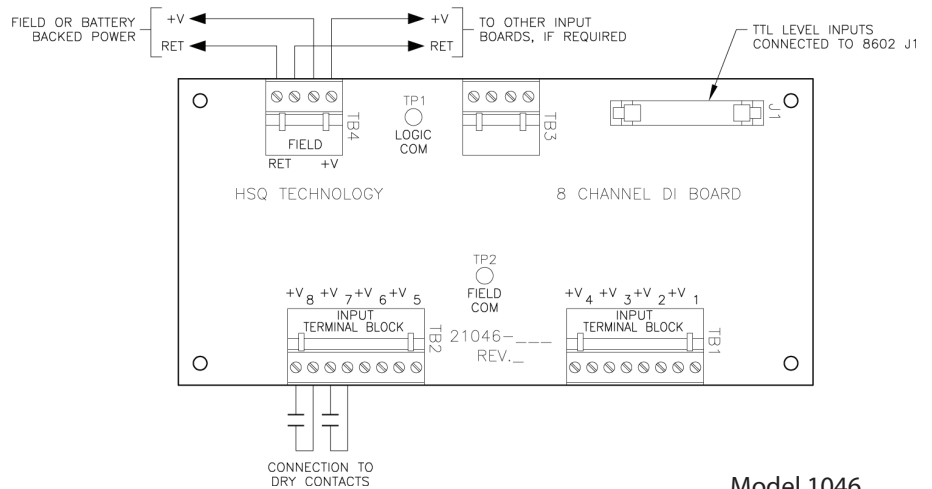 FIELD OR BATTERY
BACKED POWER
+V
RET
+V
RET
TO OTHER INPUT
BOARDS, IF REQUIRED
TTL LEVEL INPUTS
CONNECTED TO 8602 J1
TB4
FIELD
RET +V
TP1
LOGIC
COM
TB3
J1
HSQ TECHNOLOGY
8 CHANNEL DI BOARD
TP2
FIELD
COM
+V 8 +V 7 +V 6 +V 5
INPUT
TERMINAL BLOCK
TB2
21046-___
REV._
+V 4 +V 3 +V 2 +V 1
INPUT
TERMINAL BLOCK
TB1
CONNECTION TO
DRY CONTACTS
Model 1046